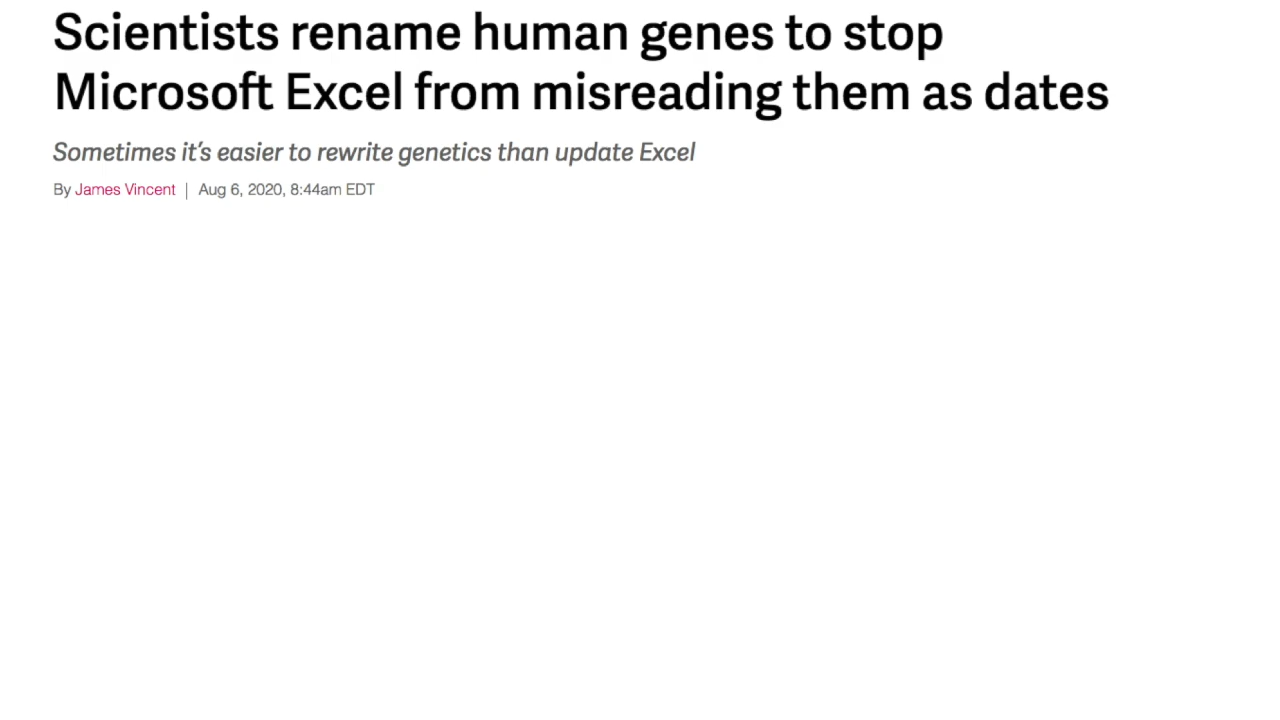 Scientists rename human genes to stop
Microsoft Excel from misreading them as dates
Sometimes it’s easier to rewrite genetics than update Excel
By James Vincent | Aug 6, 2020, 8:44am EDT